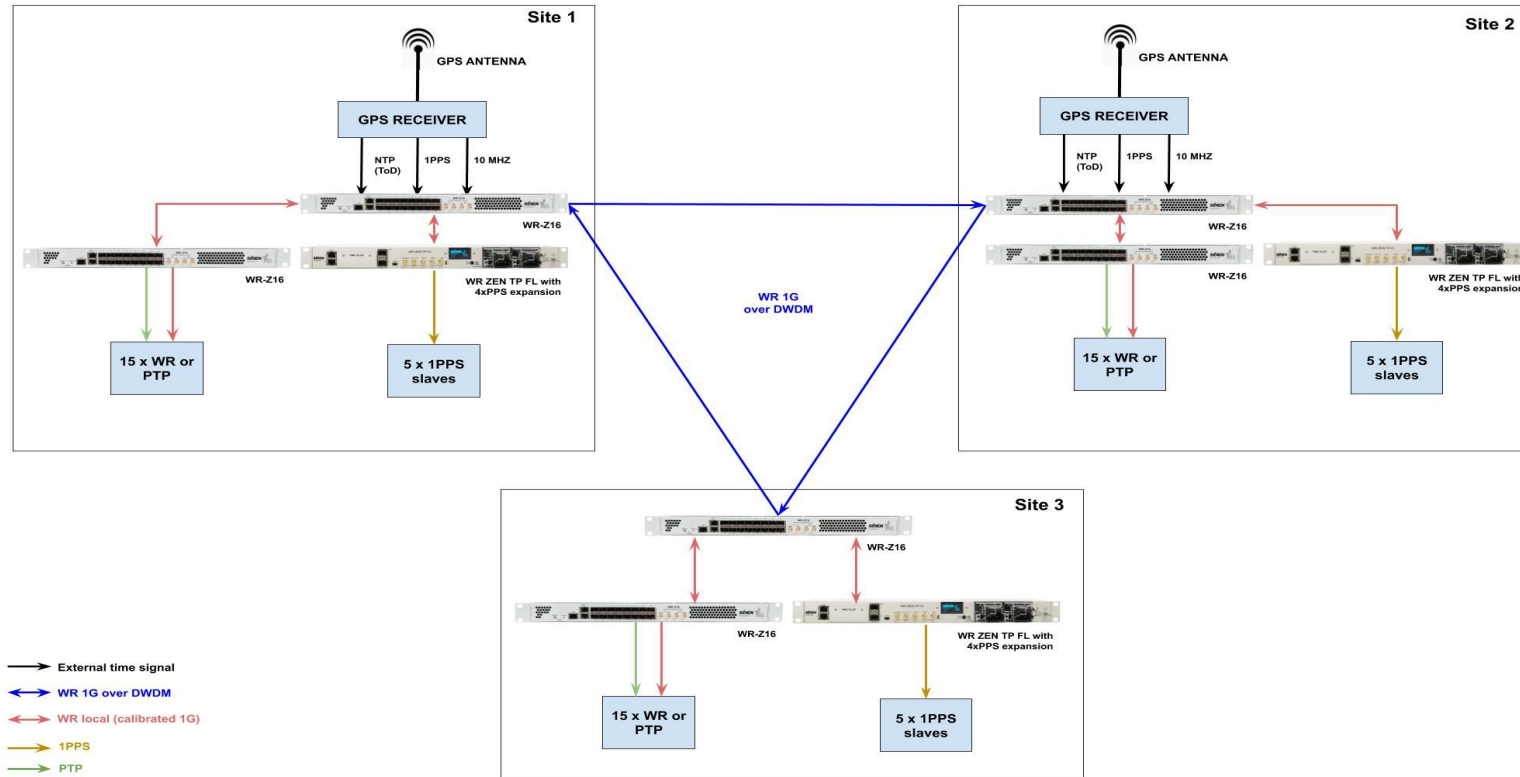 Site 1
GPS ANTENNA
GPS RECEIVER
NTP
(ToD)
1PPS
10 MHZ
WR-Z16
WR-Z16
WR ZEN TP FL with
4xPPS expansion
15 x WR or
PTP
5 x 1PPS
slaves
WR 1G
over DWDM
Site 2
GPS ANTENNA
GPS RECEIVER
NTP
(ToD)
1PPS
10 MHZ
WR-Z16
WR-Z16
WR ZEN TP FL with
4xPPS expansion
15 x WR or
PTP
5 x 1PPS
slaves
Site 3
WR-Z16
WR-Z16
WR ZEN TP FL with
4xPPS expansion
15 x WR or
PTP
5 x 1PPS
slaves
External time signal
WR 1G over DWDM
WR local (calibrated 1G)
1PPS
PTP